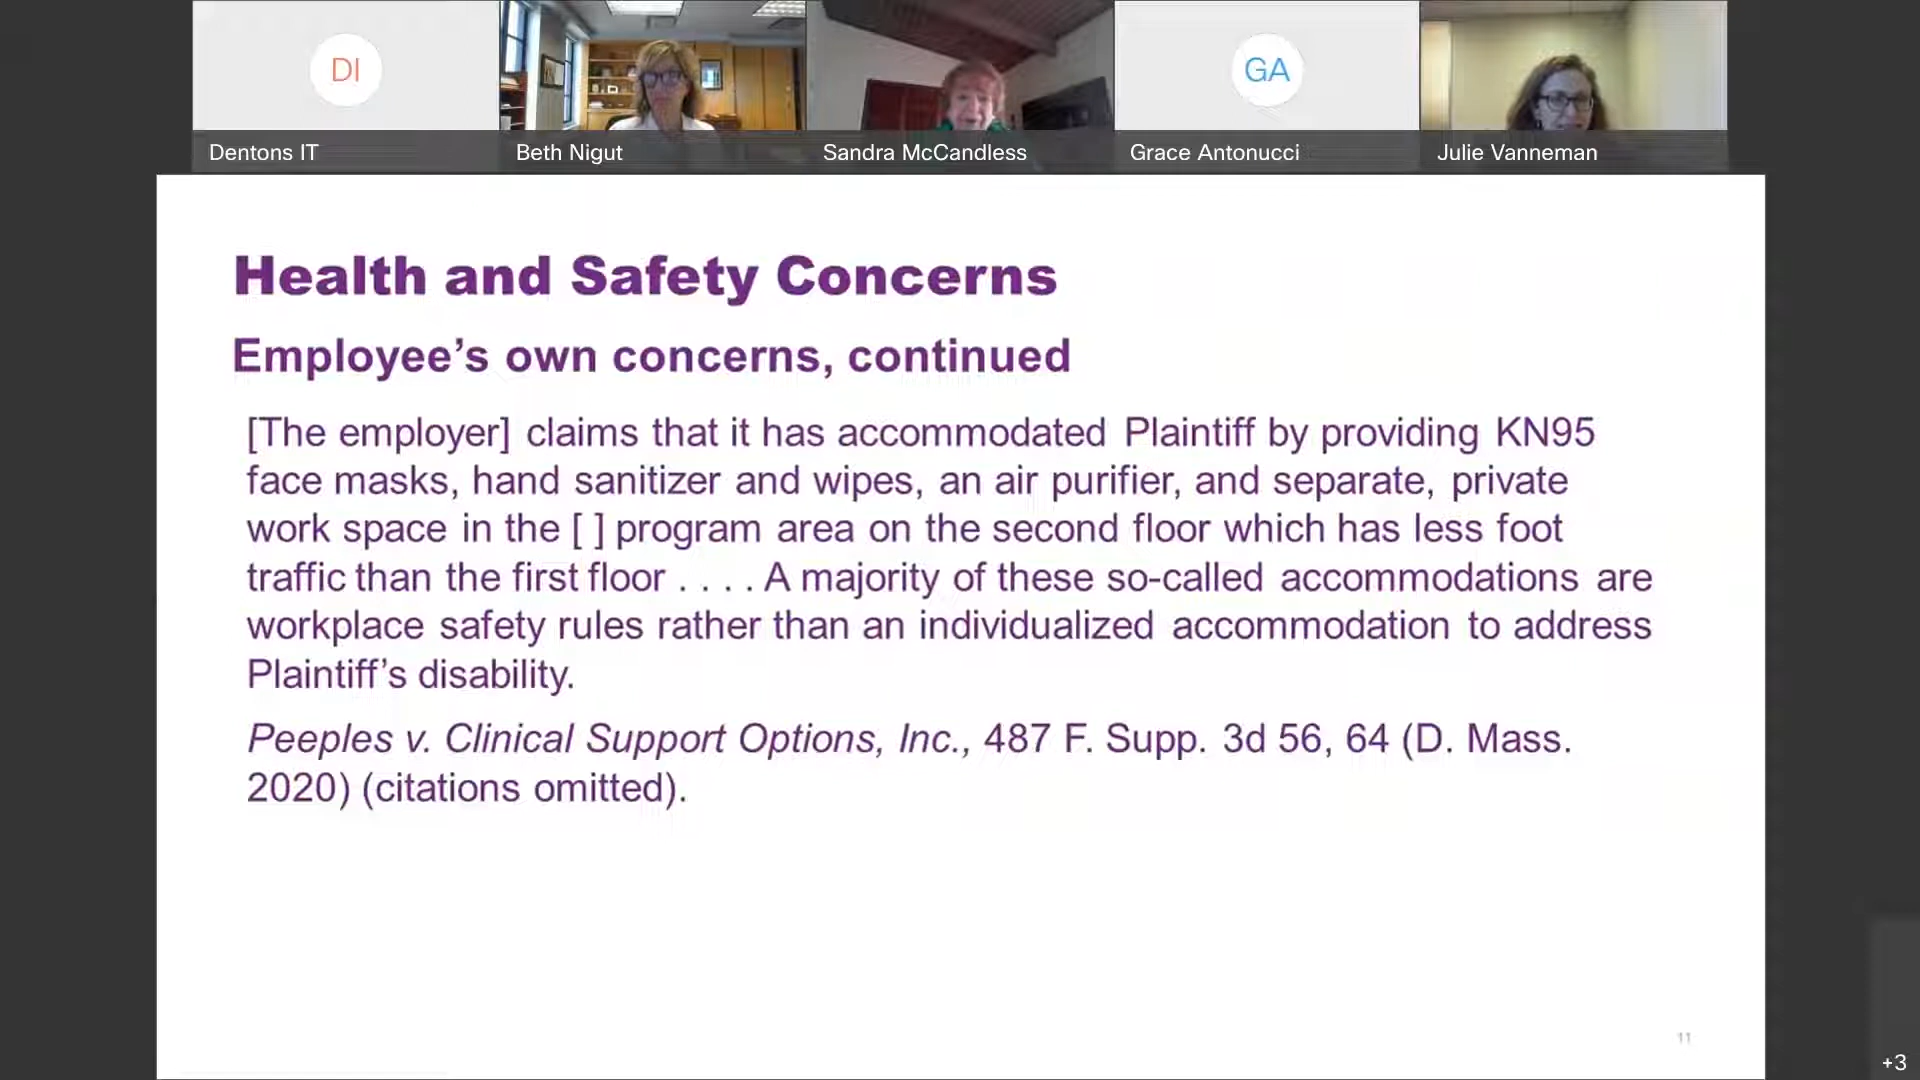 DI
GA
Dentons IT
Beth Nigut
Sandra McCandless
Grace Antonucci
Julie Vanneman
Health and Safety Concerns
Employee’s own concerns, continued
[The employer] claims that it has accommodated Plaintiff by providing KN95
face masks, hand sanitizer and wipes, an air purifier, and separate, private
work space in the [ ] program area on the second floor which has less foot
traffic than the first floor . . . . A majority of these so-called accommodations are
workplace safety rules rather than an individualized accommodation to address
Plaintiff’s disability.
Peeples v. Clinical Support Options, Inc., 487 F. Supp. 3d 56, 64 (D. Mass.
2020) (citations omitted).
11
+3